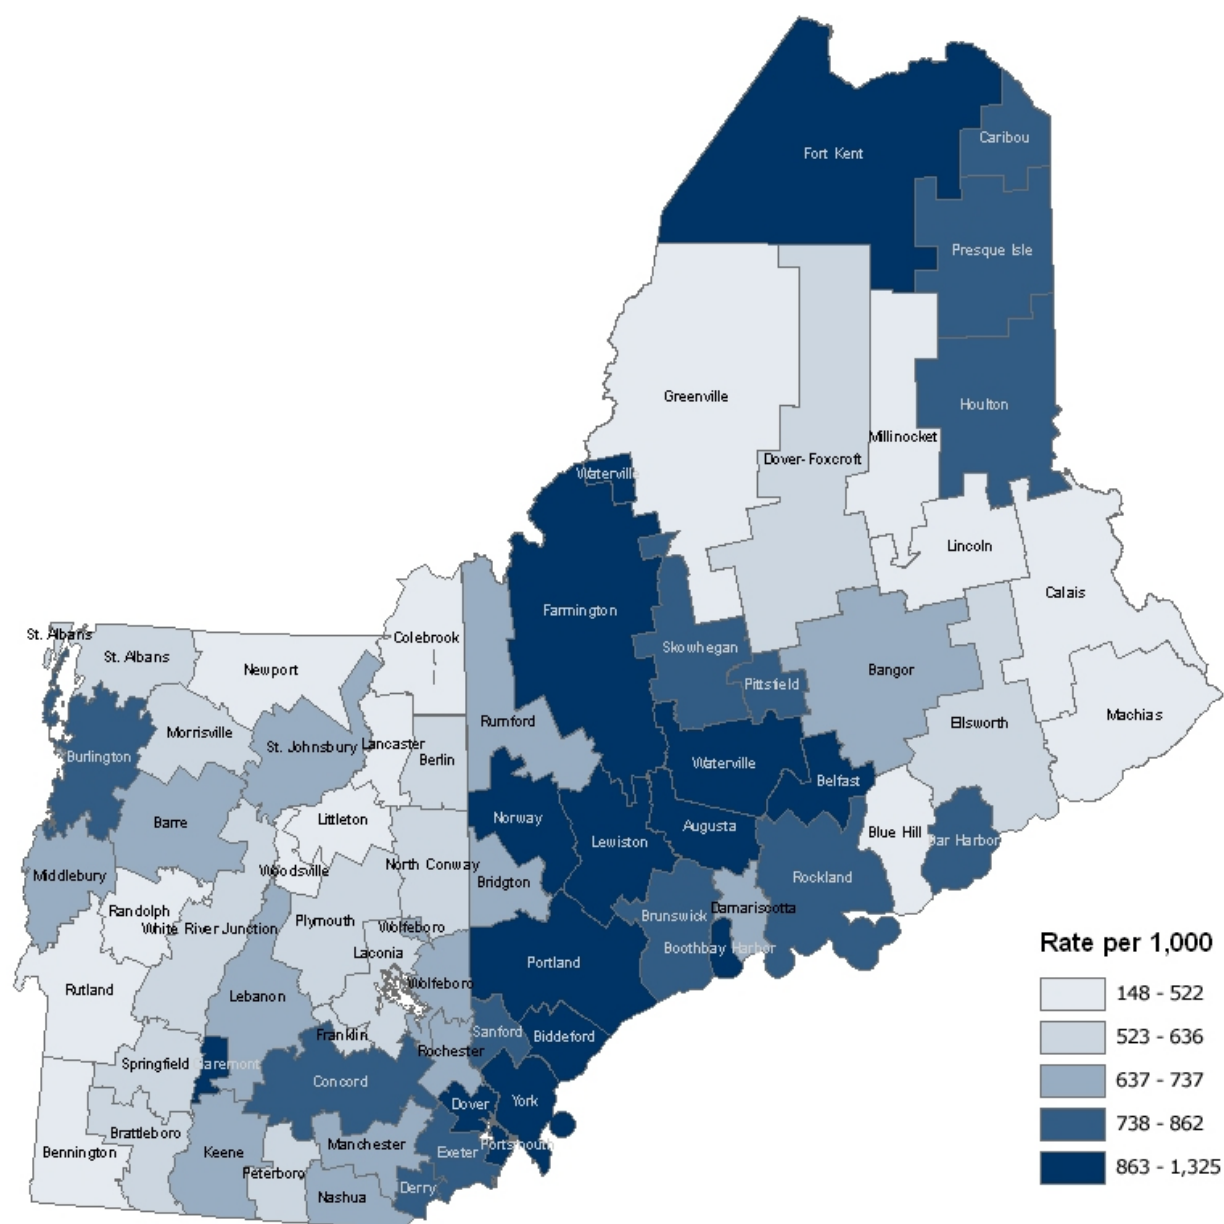 Fort Kent
Caribou
Presque Isle
Greenville
Houlton
Millinocket
Dover-Foxcroft
Waterville
Lincoln
Calais
Farmington
St. Albans
Colebrook
St. Albans
Skowhegan
Newport
Bangor
Pittsfield
Machias
Rumford
Ellsworth
Morrisville
St. Johnsbury
Lancaster
Burlington
Berlin
Waterville
Belfast
Littleton
Norway
Barre
Augusta
Blue Hill
Bar Harbor
Lewiston
North Conway
Woodsville
Middlebury
Rockland
Bridgton
Randolph
Damariscotta
Brunswick
Plymouth
Wolfeboro
White River Junction
Boothbay Harbor
Laconia
Portland
Rate per 1,000
Wolfeboro
Rutland
148 - 522
Lebanon
Franklin
Sanford
Biddeford
523 - 636
Rochester
Springfield
Claremont
Concord
637 - 737
Dover
York
Brattleboro
738 - 862
Manchester
Portsmouth
Bennington
Keene
Exeter
863 - 1,325
Peterboro
Derry
Nashua